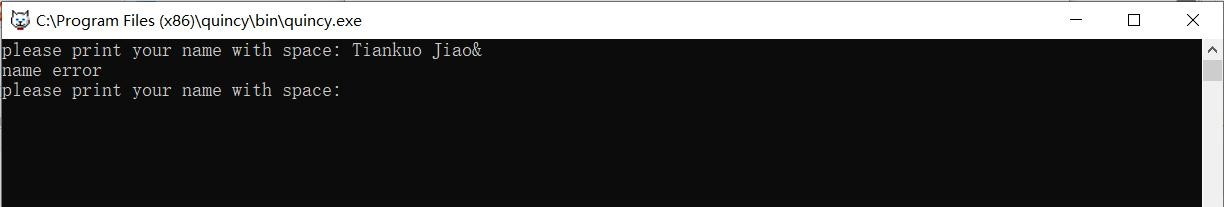 C:\Program Files (x86)\quincy\bin\quincy.exe
please print your name with space: Tiankuo Jiao&
name error
please print your name with space: